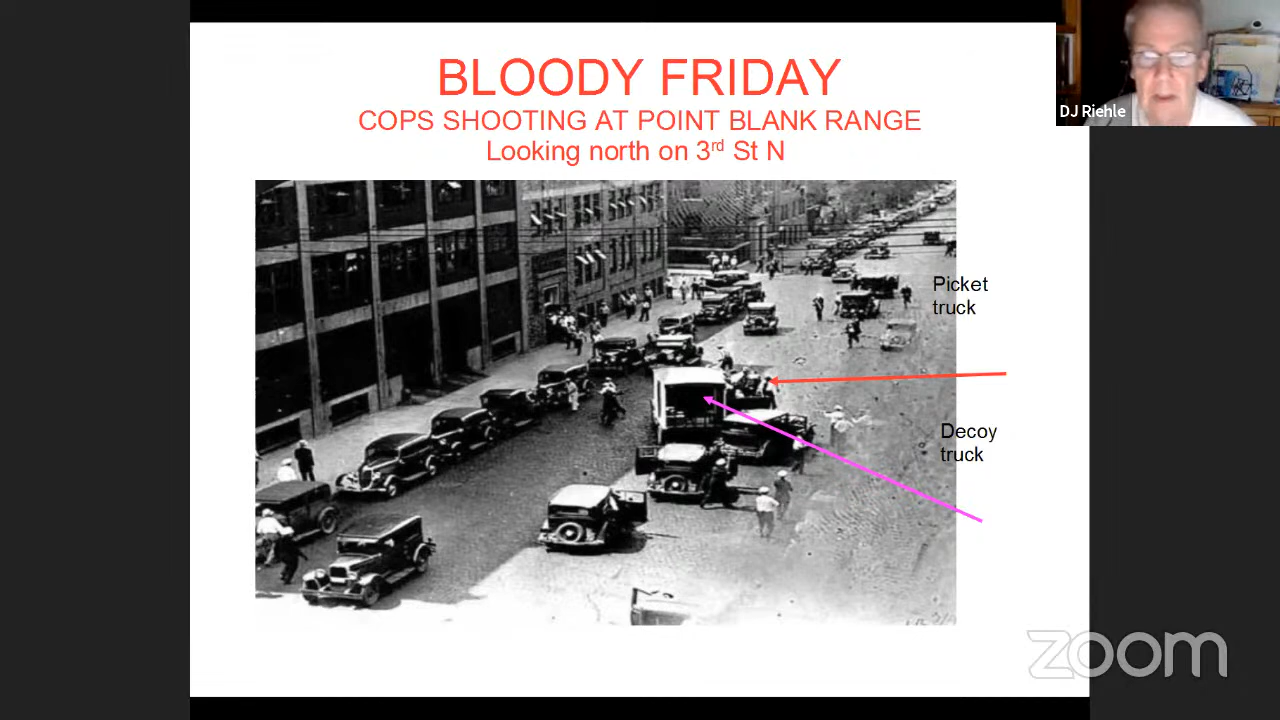 BLOODY FRIDAY
COPS SHOOTING AT POINT BLANK RANGE
Looking north on 3rd St N
DJ Riehle
Picket
truck
Decoy
truck
zoom